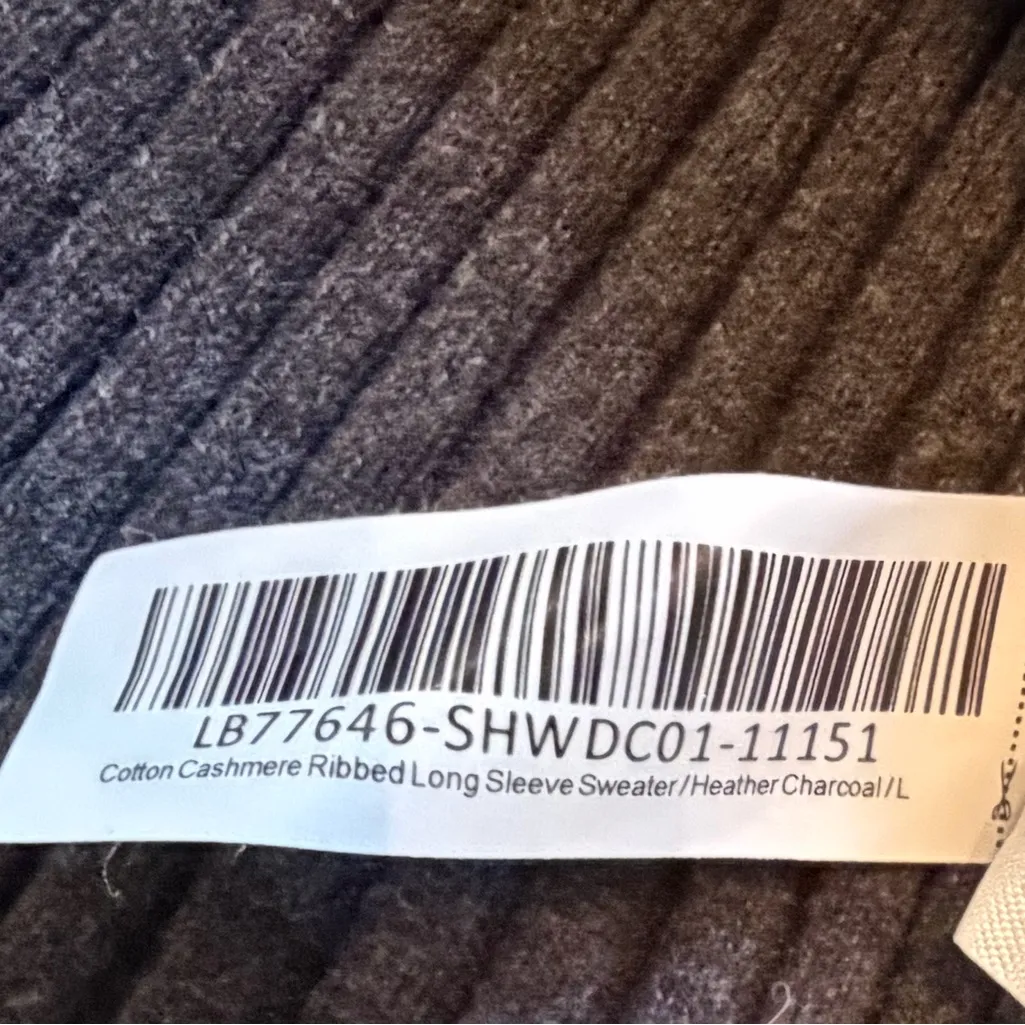 LB77646-SHWDC01-11151
Cotton Cashmere Ribbed Long Sleeve Sweater/Heather Charcoal/L